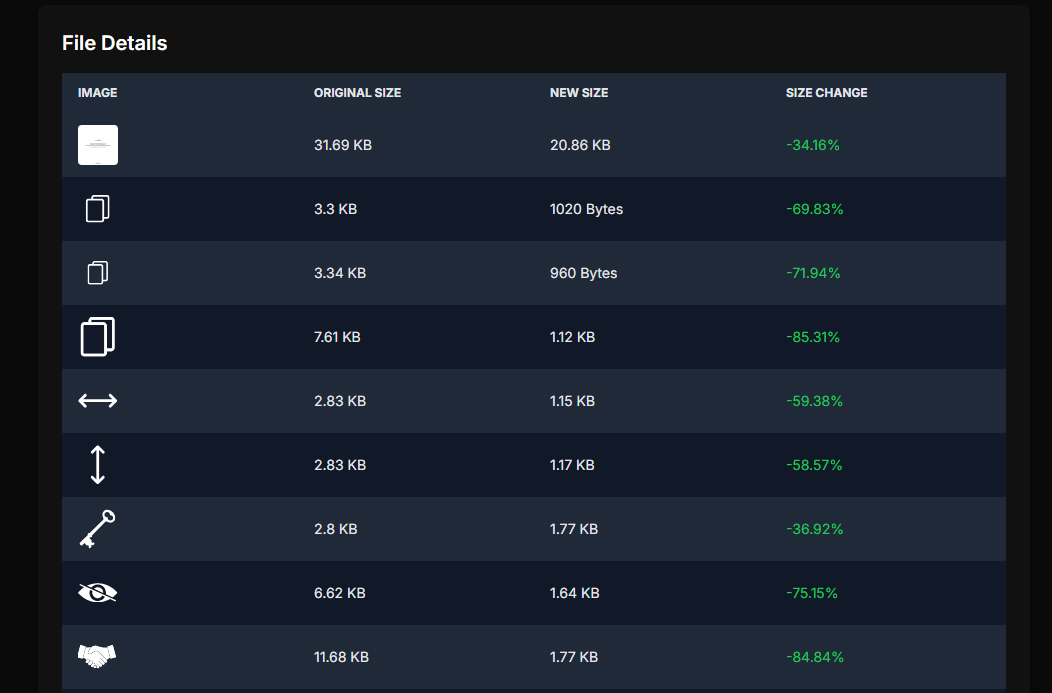 File Details
IMAGE ORIGINAL SIZE NEW SIZE SIZE CHANGE
31.69 KB 20.86 KB -34.16%
3.3 KB 1020 Bytes -69.83%
3.34 KB 960 Bytes -71.94%
7.61 KB 1.12 KB -85.31%
2.83 KB 1.15 KB -59.38%
2.83 KB 1.17 KB -58.57%
2.8 KB 1.77 KB -36.92%
6.62 KB 1.64 KB -75.15%
11.68 KB 1.77 KB -84.84%